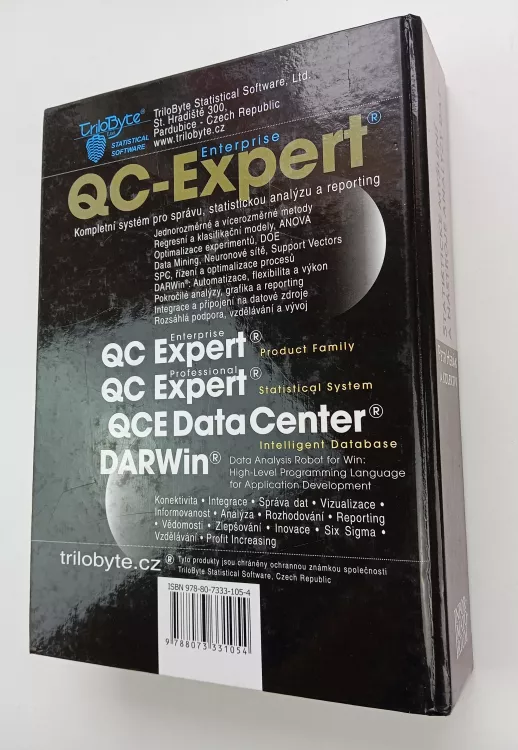 TriloByte®
STATISTICAL
SOFTWARE
TriloByte Statistical Software, Ltd.
St. Hradiště 300
Pardubice - Czech Republic
www.trilobyte.cz
Enterprise
QC-Expert®
Kompletní systém pro správu, statistickou analýzu a reporting
Jednorozměrné a vícerozměrné metody
Regresní a klasifikační modely, ANOVA
Optimalizace experimentů, DOE
Data Mining, Neuronové sítě, Support Vectors
SPC, řízení a optimalizace procesů
DARWin®: Automatizace, flexibilita a výkon
Pokročilé analýzy, grafika a reporting
Integrace a připojení na datové zdroje
Rozsáhlá podpora, vzdělávání a vývoj
Enterprise
QC Expert® Product Family
Professional
QC Expert® Statistical System
QCE DataCenter®
Intelligent Database
DARWin® Data Analysis Robot for Win:
High-Level Programming Language
for Application Development
Konektivita • Integrace • Správa dat • Vizualizace •
Informovanost • Analýza • Rozhodování • Reporting
• Vědomosti • Zlepšování • Inovace • Six Sigma •
Vzdělávání • Profit Increasing
trilobyte.cz ® Tyto produkty jsou chráněny ochrannou známkou společnosti
TriloByte Statistical Software, Czech Republic
ISBN 978-80-7333-105-4
9 788073 331054